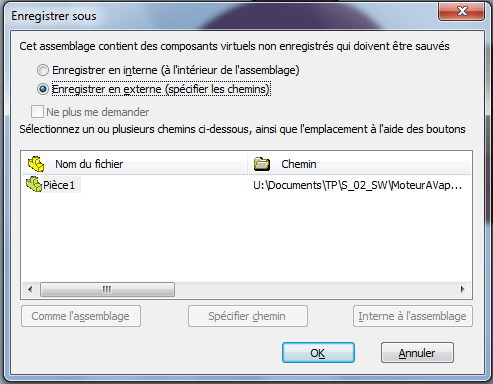 Enregistrer sous
Cet assemblage contient des composants virtuels non enregistrés qui doivent être sauvés
Enregistrer en interne (à l'intérieur de l'assemblage)
Enregistrer en externe (spécifier les chemins)
Ne plus me demander
Sélectionnez un ou plusieurs chemins ci-dessous, ainsi que l'emplacement à l'aide des boutons
Nom du fichier Chemin
Pièce1 U:\Documents\TP\S_02_SW\MoteurAVap...
Comme l'assemblage Spécifier chemin Interne à l'assemblage
OK Annuler